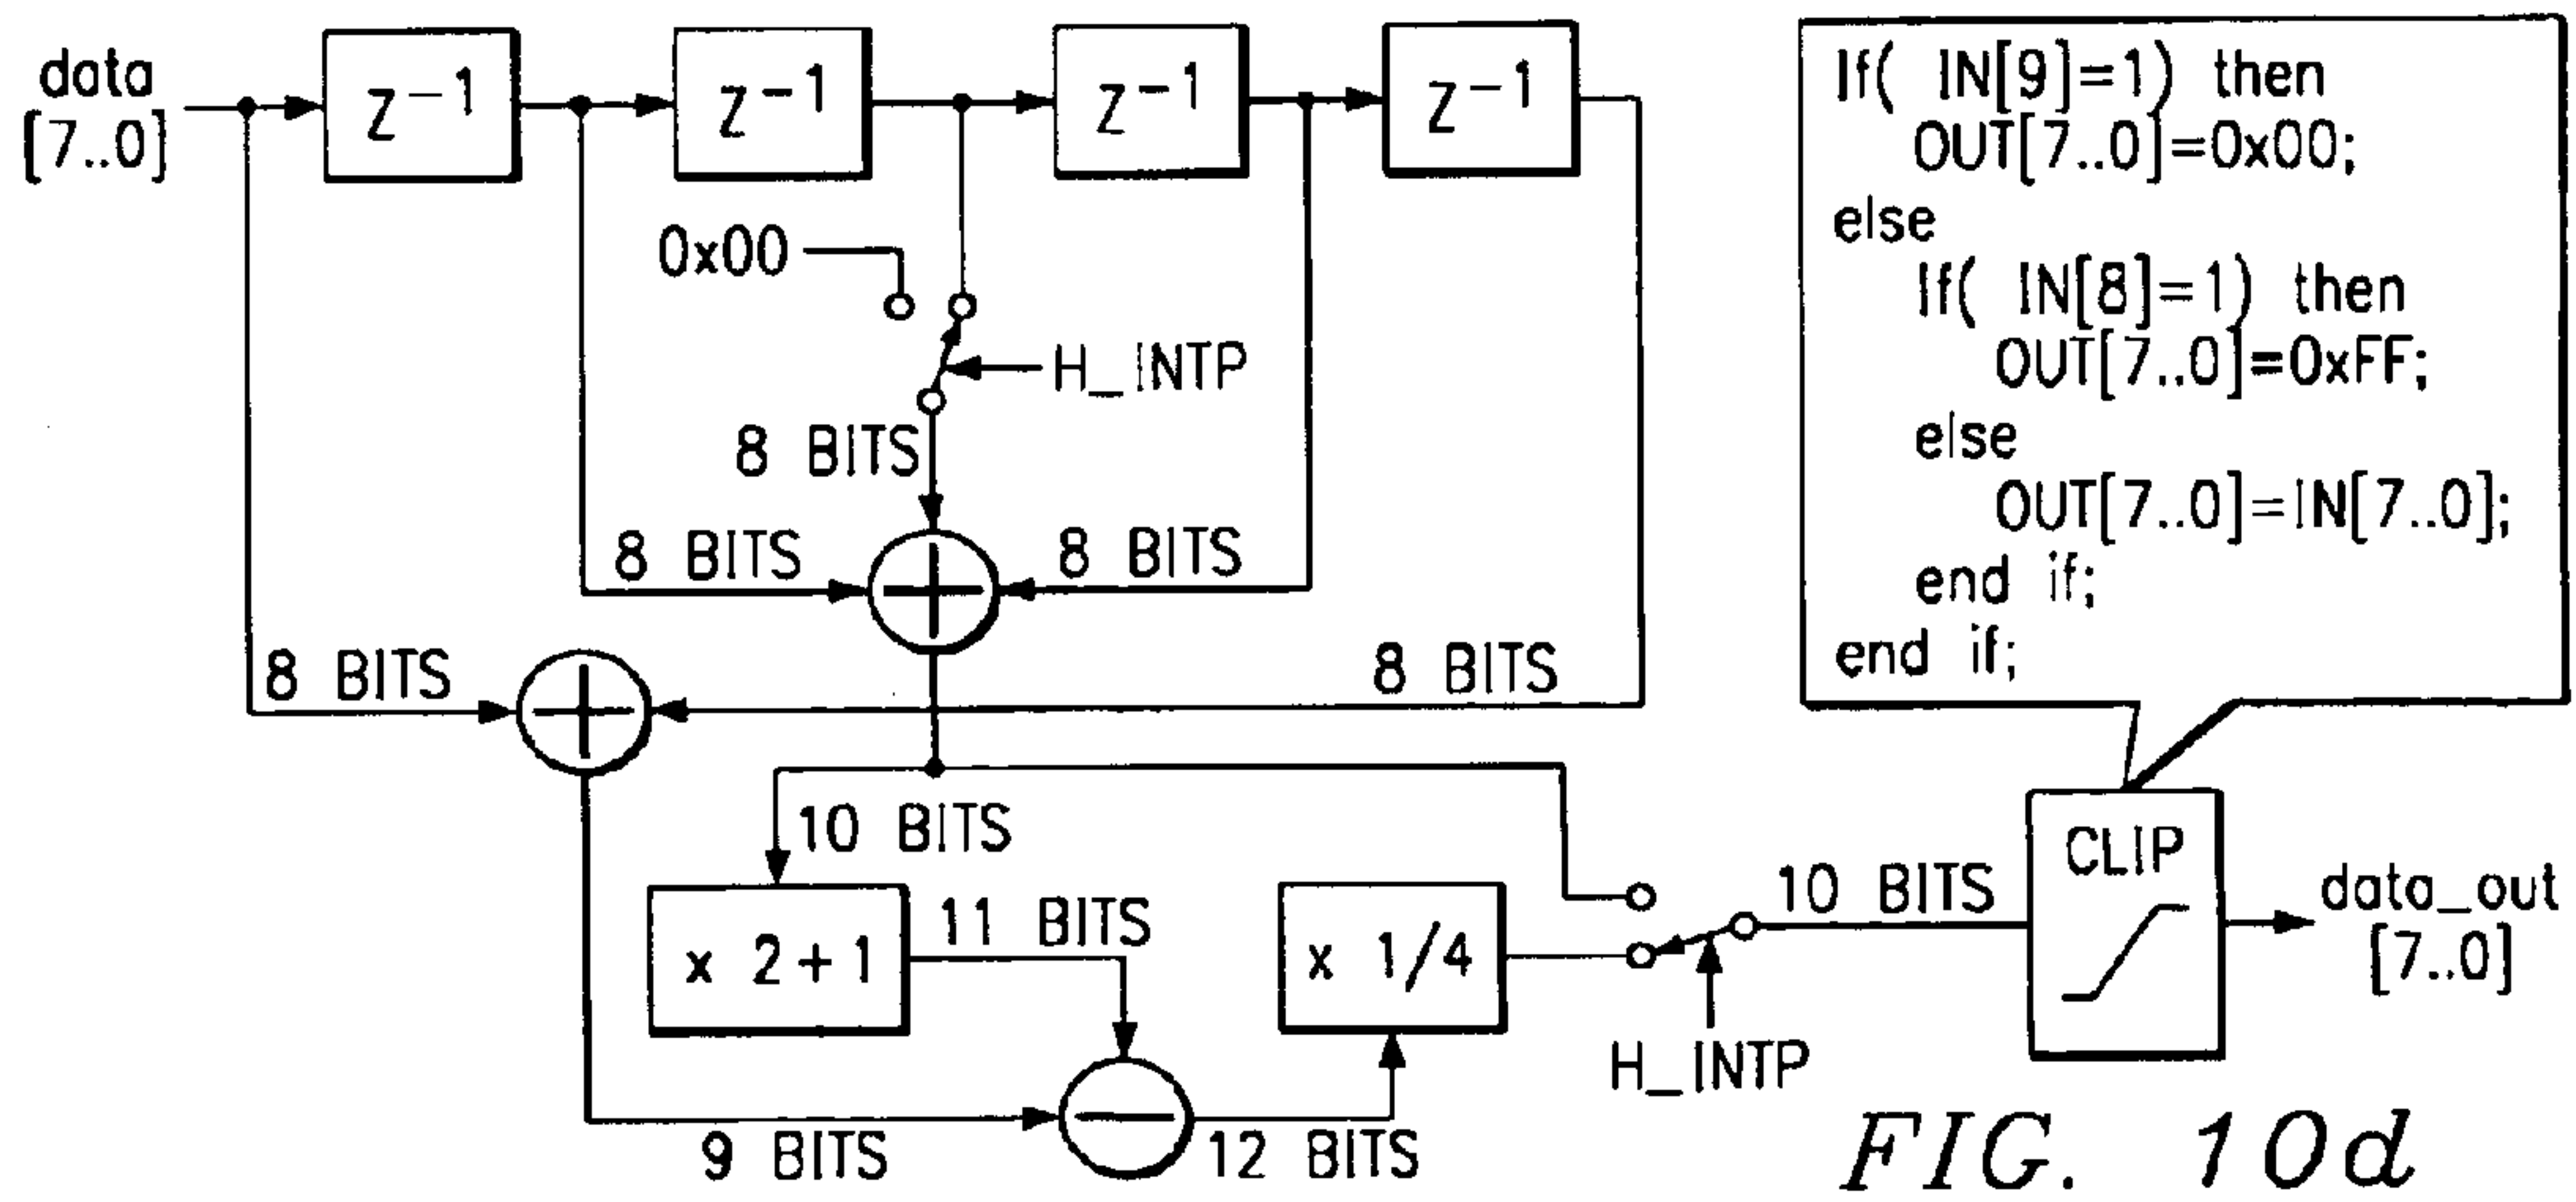 data
[7..0]
Z⁻¹
Z⁻¹
Z⁻¹
Z⁻¹
0x00
H_INTP
8 BITS
8 BITS
8 BITS
8 BITS
8 BITS
10 BITS
x 2+1
11 BITS
9 BITS
12 BITS
x 1/4
H_INTP
10 BITS
CLIP
data_out
[7..0]
If( IN[9]=1) then
OUT[7..0]=0x00;
else
If( IN[8]=1) then
OUT[7..0]=0xFF;
else
OUT[7..0]=IN[7..0];
end if;
end if;
FIG. 10d